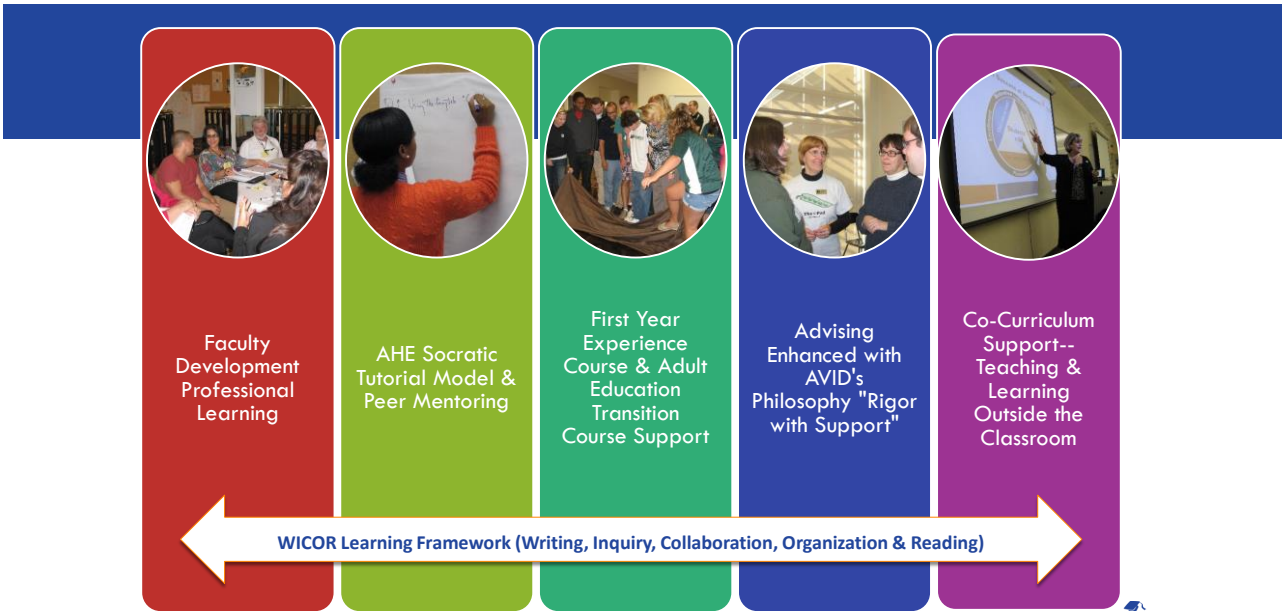 Faculty
Development
Professional
Learning
AHE Socratic
Tutorial Model &
Peer Mentoring
First Year
Experience
Course & Adult
Education
Transition
Course Support
Advising
Enhanced with
AVID's
Philosophy "Rigor
with Support"
Co-Curriculum
Support--
Teaching &
Learning
Outside the
Classroom
WICOR Learning Framework (Writing, Inquiry, Collaboration, Organization & Reading)